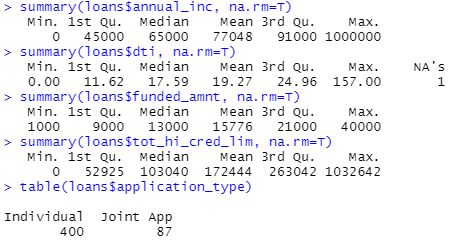 > summary(loans$annual_inc, na.rm=T)
Min. 1st Qu. Median Mean 3rd Qu. Max.
0 45000 65000 77048 91000 1000000
> summary(loans$dti, na.rm=T)
Min. 1st Qu. Median Mean 3rd Qu. Max. NA's
0.00 11.62 17.59 19.27 24.96 157.00 1
> summary(loans$funded_amnt, na.rm=T)
Min. 1st Qu. Median Mean 3rd Qu. Max.
1000 9000 13000 15776 21000 40000
> summary(loans$tot_hi_cred_lim, na.rm=T)
Min. 1st Qu. Median Mean 3rd Qu. Max.
0 52925 103040 172444 263042 1032642
> table(loans$application_type)
Individual Joint App
400 87